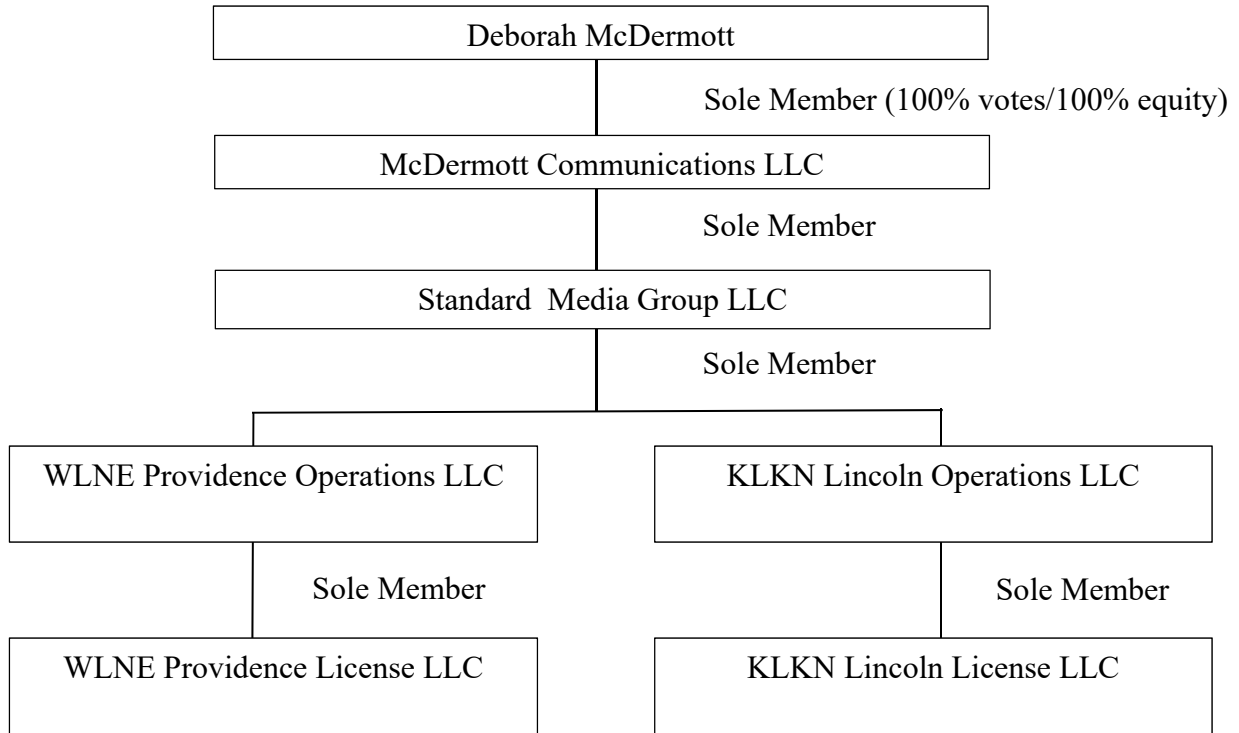 Deborah McDermott
Sole Member (100% votes/100% equity)
McDermott Communications LLC
Sole Member
Standard Media Group LLC
Sole Member
WLNE Providence Operations LLC
KLKN Lincoln Operations LLC
Sole Member
Sole Member
WLNE Providence License LLC
KLKN Lincoln License LLC